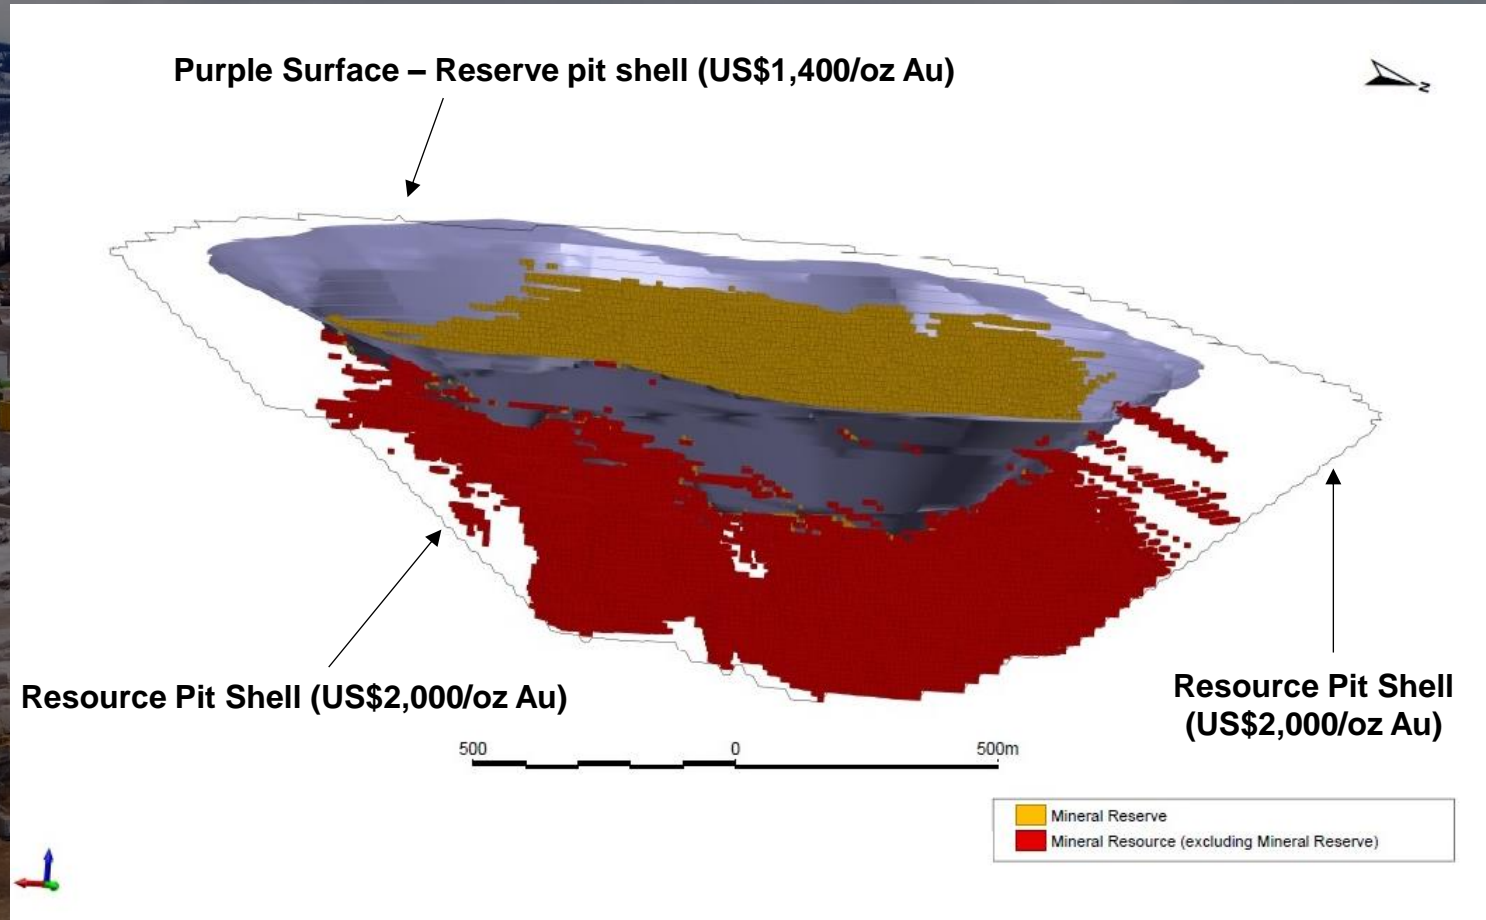 Purple Surface – Reserve pit shell (US$1,400/oz Au)
N
Resource Pit Shell (US$2,000/oz Au)
Resource Pit Shell
(US$2,000/oz Au)
500 0 500m
Mineral Reserve
Mineral Resource (excluding Mineral Reserve)